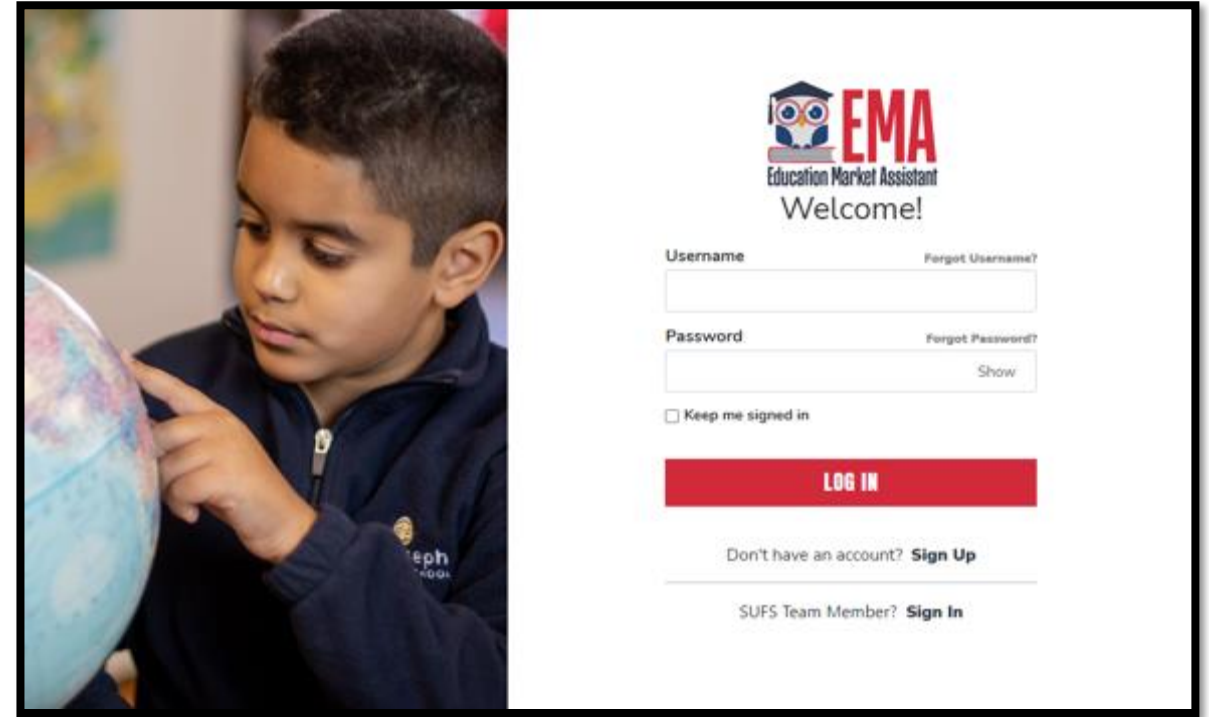 EMA
Education Market Assistant
Welcome!
Username Forgot Username?
Password Forgot Password?
Show
Keep me signed in
LOG IN
Don't have an account? Sign Up
SUFS Team Member? Sign In
eph